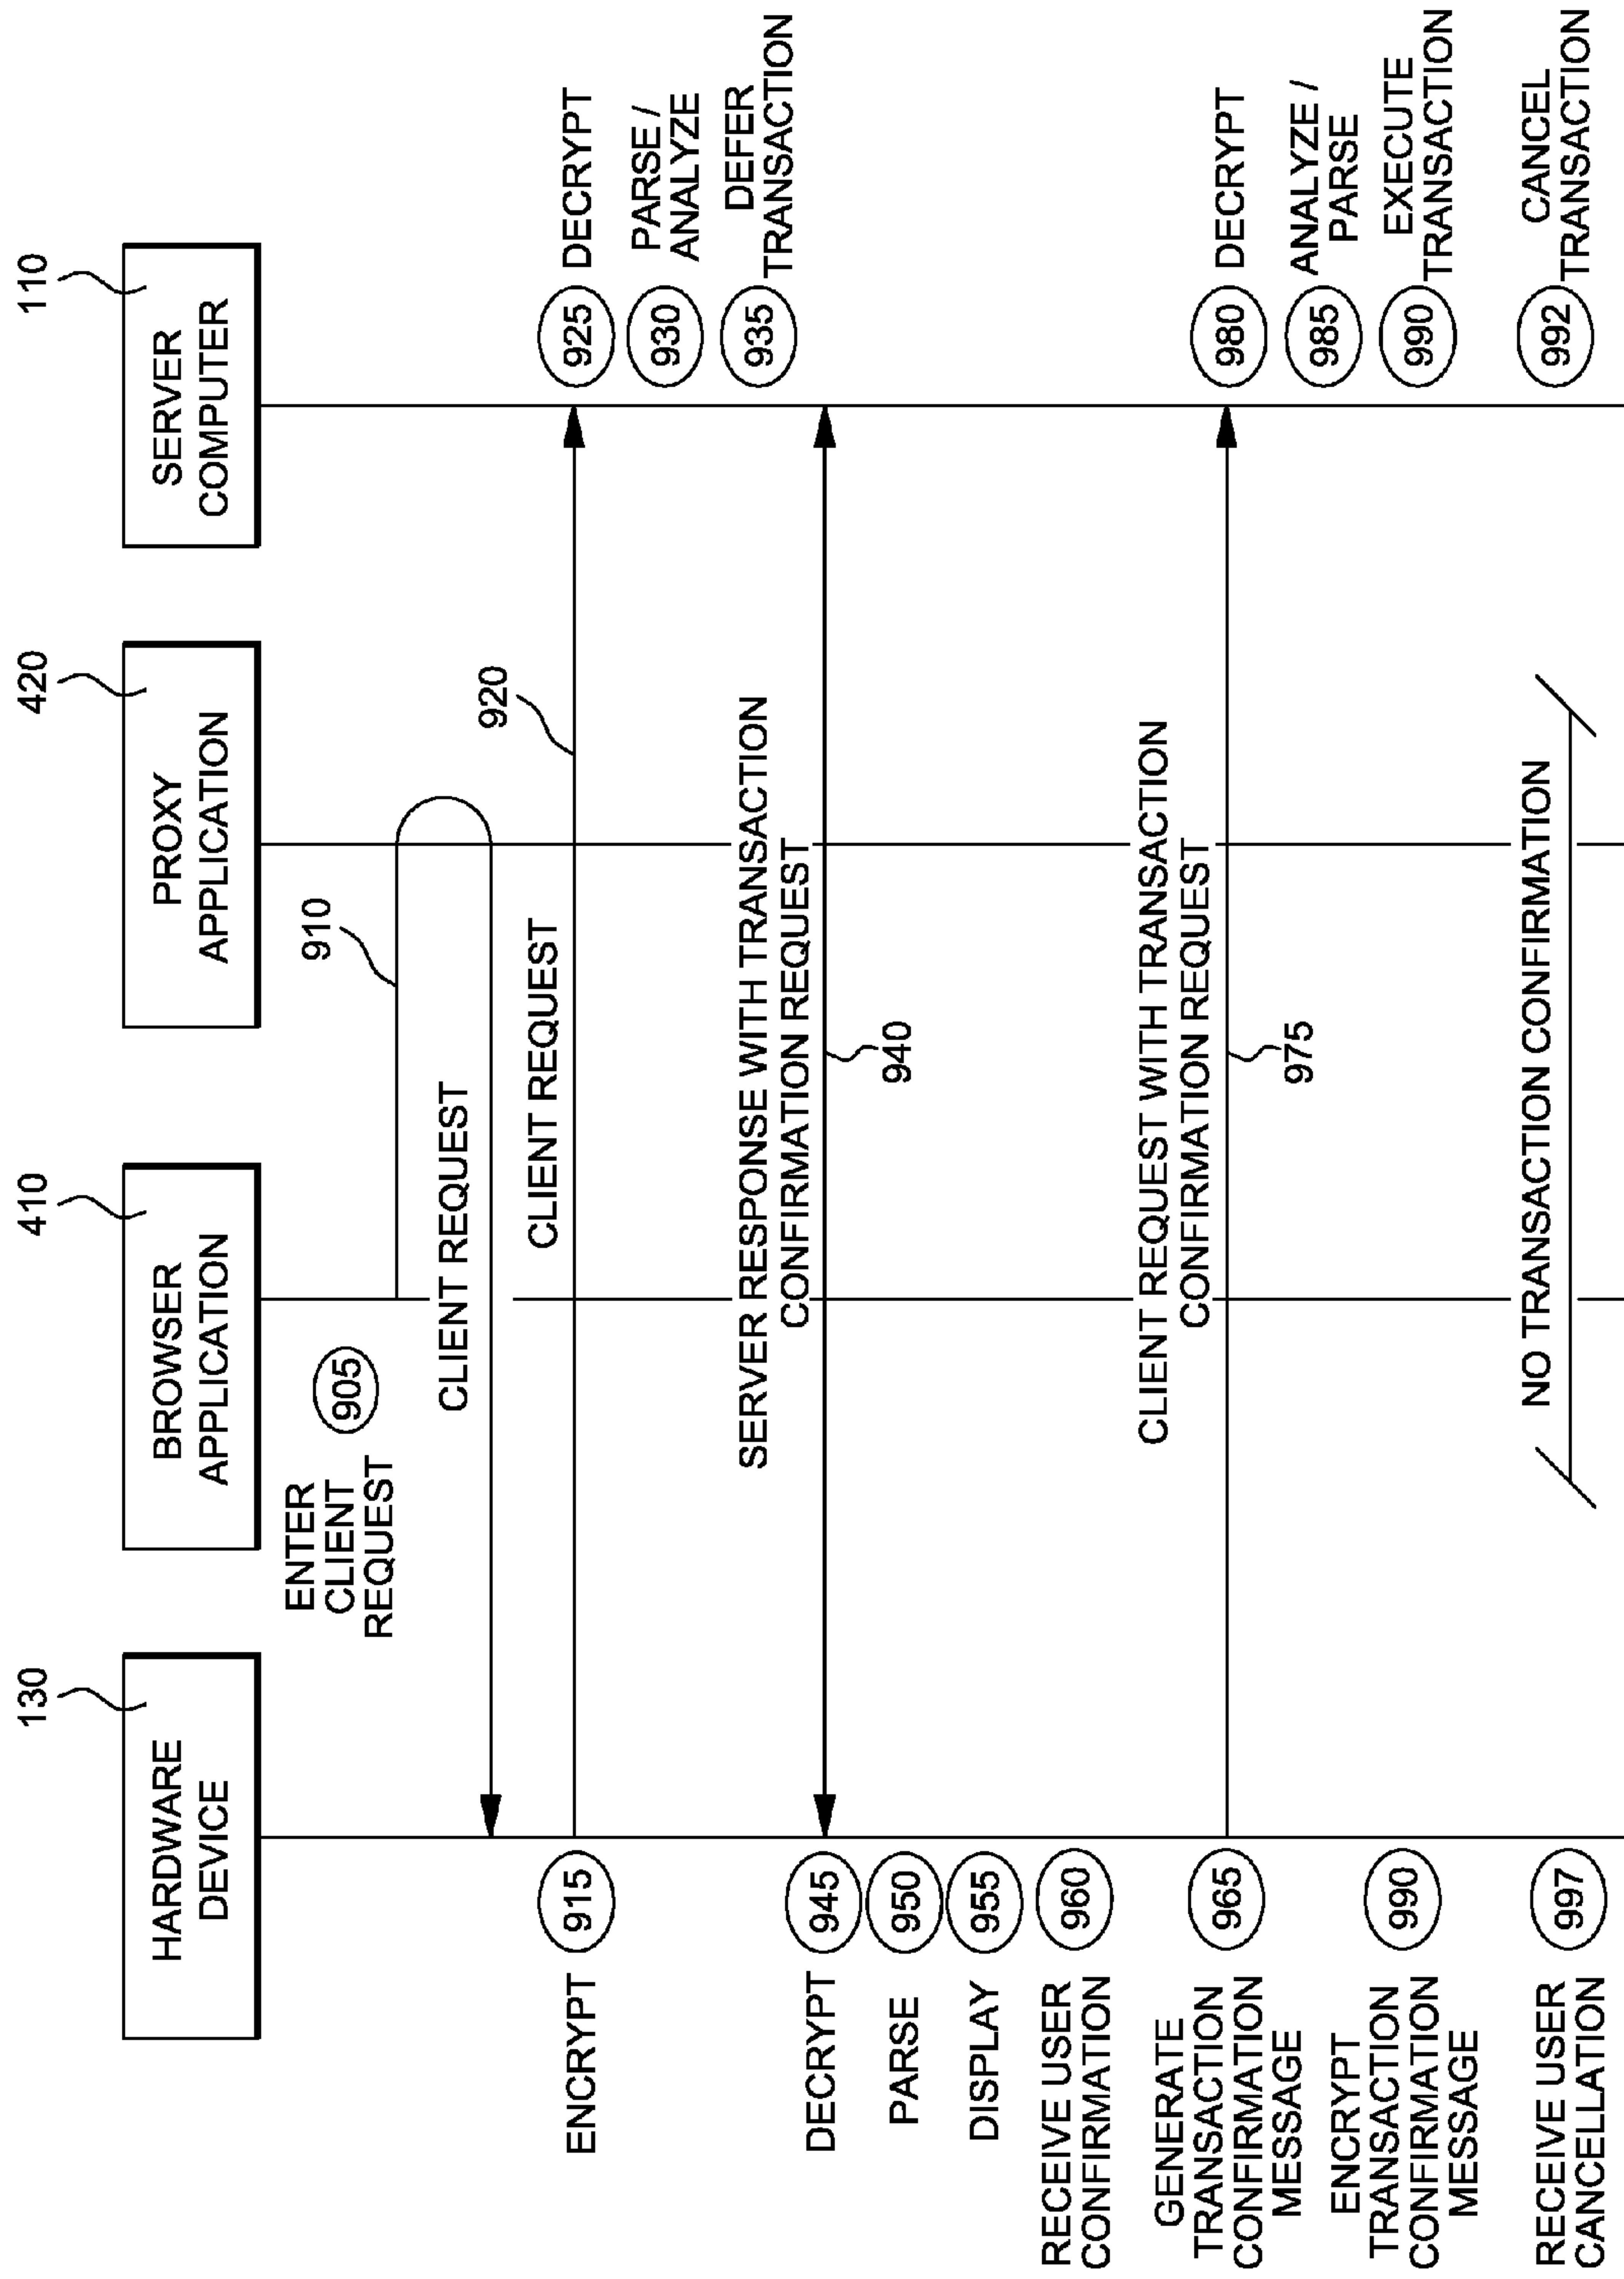 130
410
420
110
HARDWARE
DEVICE
BROWSER
APPLICATION
PROXY
APPLICATION
SERVER
COMPUTER
ENTER
CLIENT
REQUEST
905
910
CLIENT REQUEST
920
CLIENT REQUEST
ENCRYPT
915
925
DECRYPT
930
PARSE /
ANALYZE
935
DEFER
TRANSACTION
SERVER RESPONSE WITH TRANSACTION
CONFIRMATION REQUEST
940
DECRYPT
945
PARSE
950
DISPLAY
955
RECEIVE USER
CONFIRMATION
960
CLIENT REQUEST WITH TRANSACTION
CONFIRMATION REQUEST
975
GENERATE
TRANSACTION
CONFIRMATION
MESSAGE
965
980
DECRYPT
985
ANALYZE /
PARSE
ENCRYPT
TRANSACTION
CONFIRMATION
MESSAGE
990
990
EXECUTE
TRANSACTION
NO TRANSACTION CONFIRMATION
RECEIVE USER
CANCELLATION
997
992
CANCEL
TRANSACTION